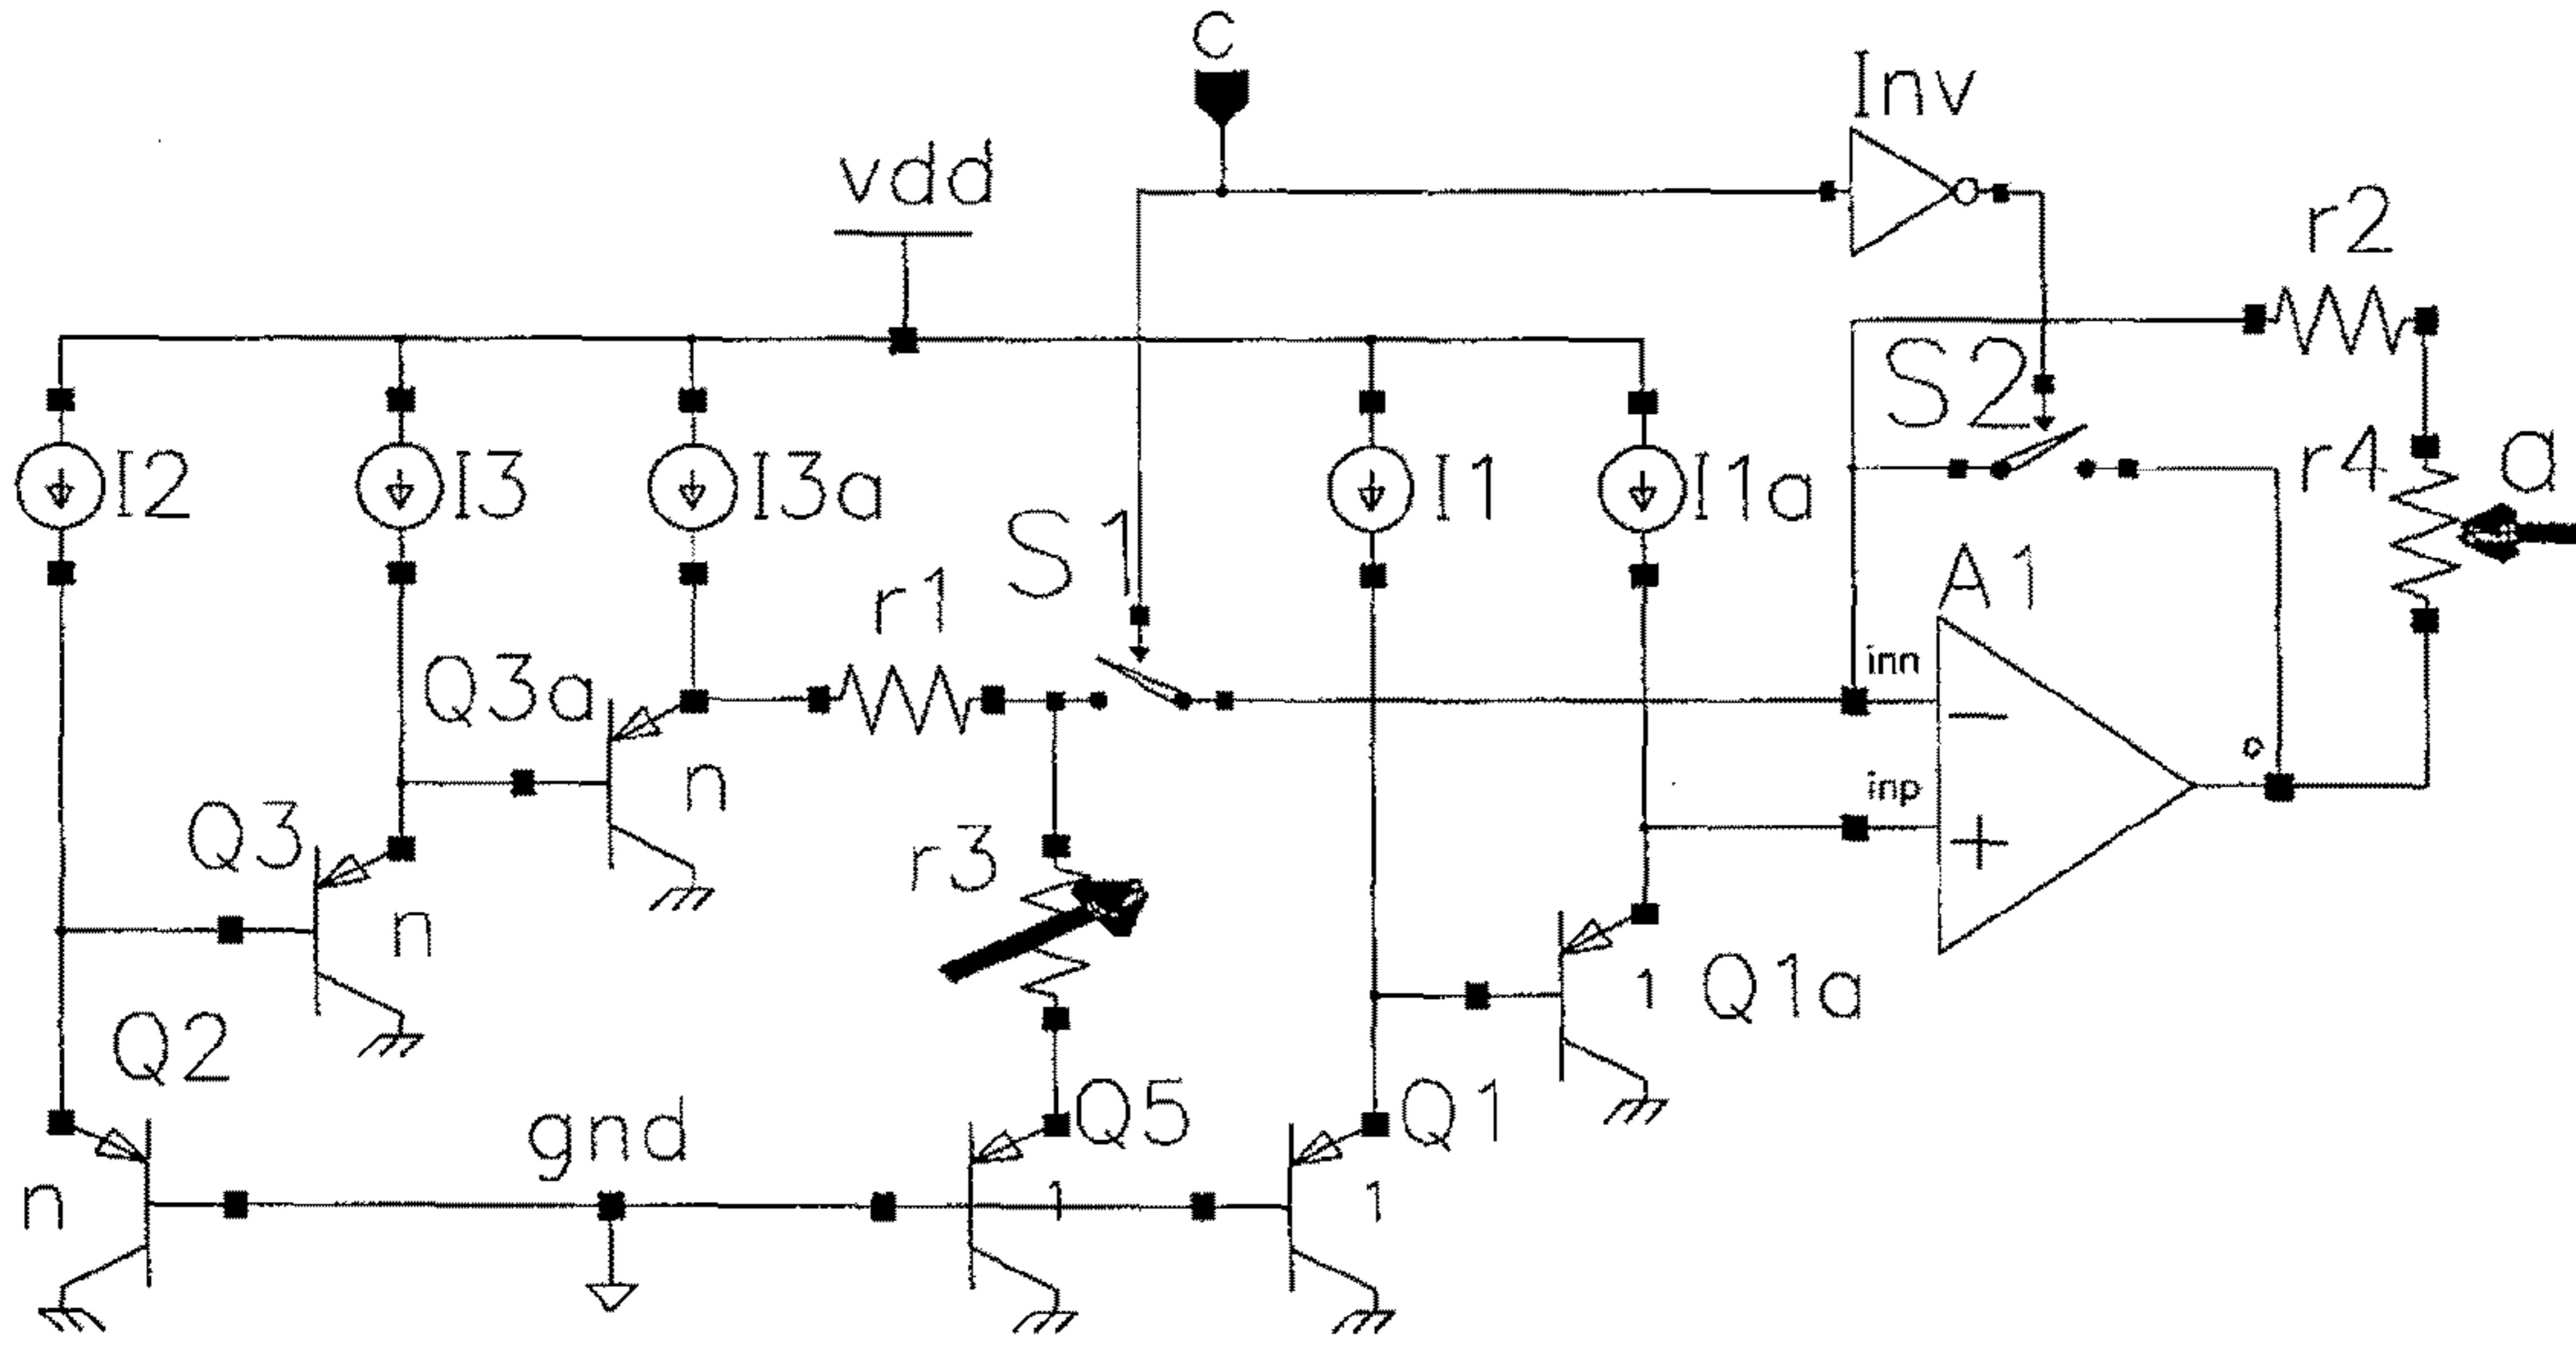 c
Inv
vdd
r2
S2
I2
I3
I3a
I1
I1a
r4
a
S1
r1
A1
inn
Q3a
n
o
inp
Q3
r3
n
1
Q1a
Q2
gnd
Q5
Q1
n
1
1